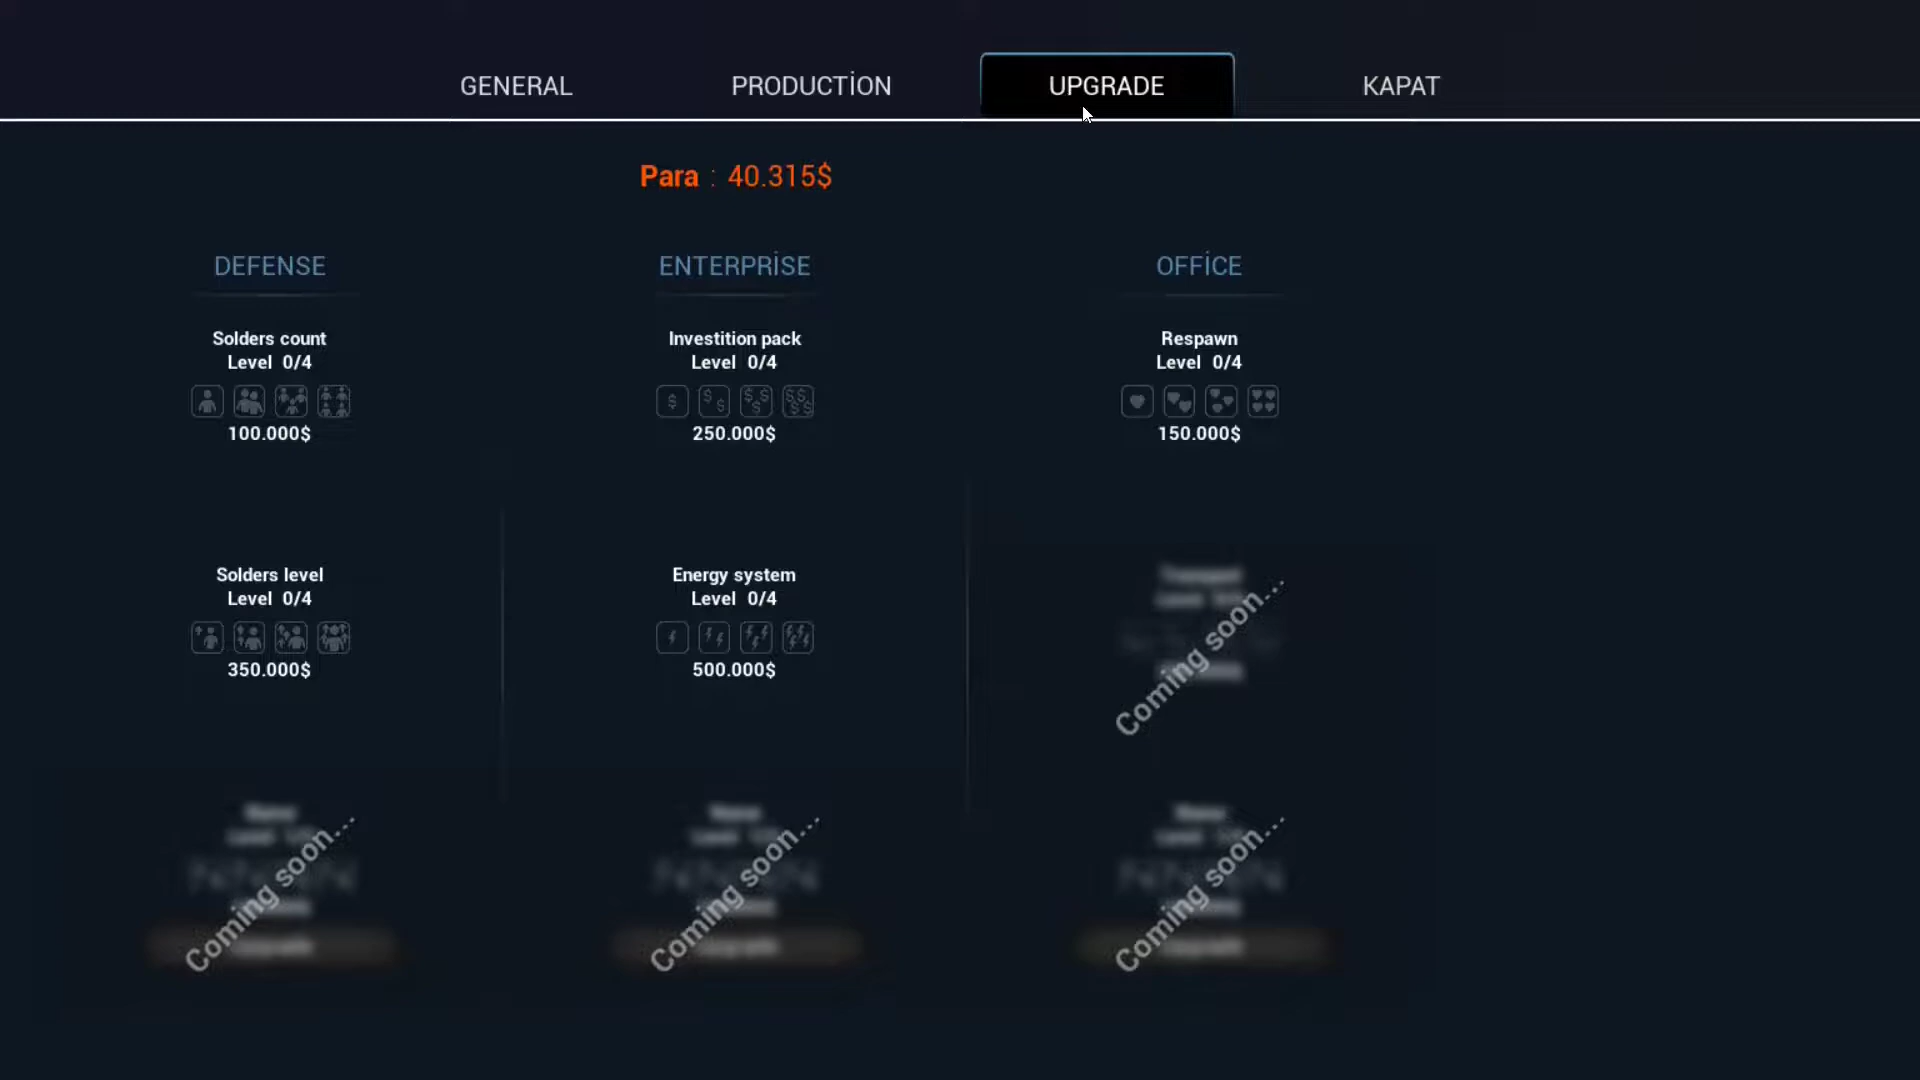 GENERAL
PRODUCTİON
UPGRADE
KAPAT
Para : 40.315$
DEFENSE
ENTERPRİSE
OFFİCE
Solders count
Level 0/4
100.000$
Investition pack
Level 0/4
250.000$
Respawn
Level 0/4
150.000$
Solders level
Level 0/4
350.000$
Energy system
Level 0/4
500.000$
Coming soon...
Coming soon...
Coming soon...
Coming soon...